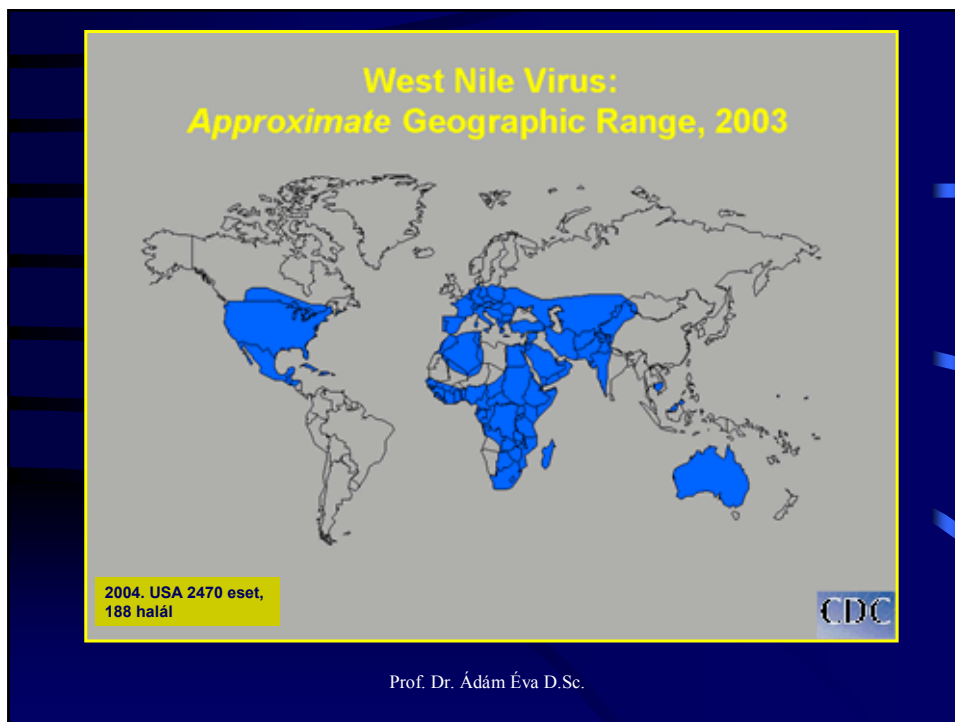 West Nile Virus:
Approximate Geographic Range, 2003
2004. USA 2470 eset,
188 halál
CDC
Prof. Dr. Ádám Éva D.Sc.